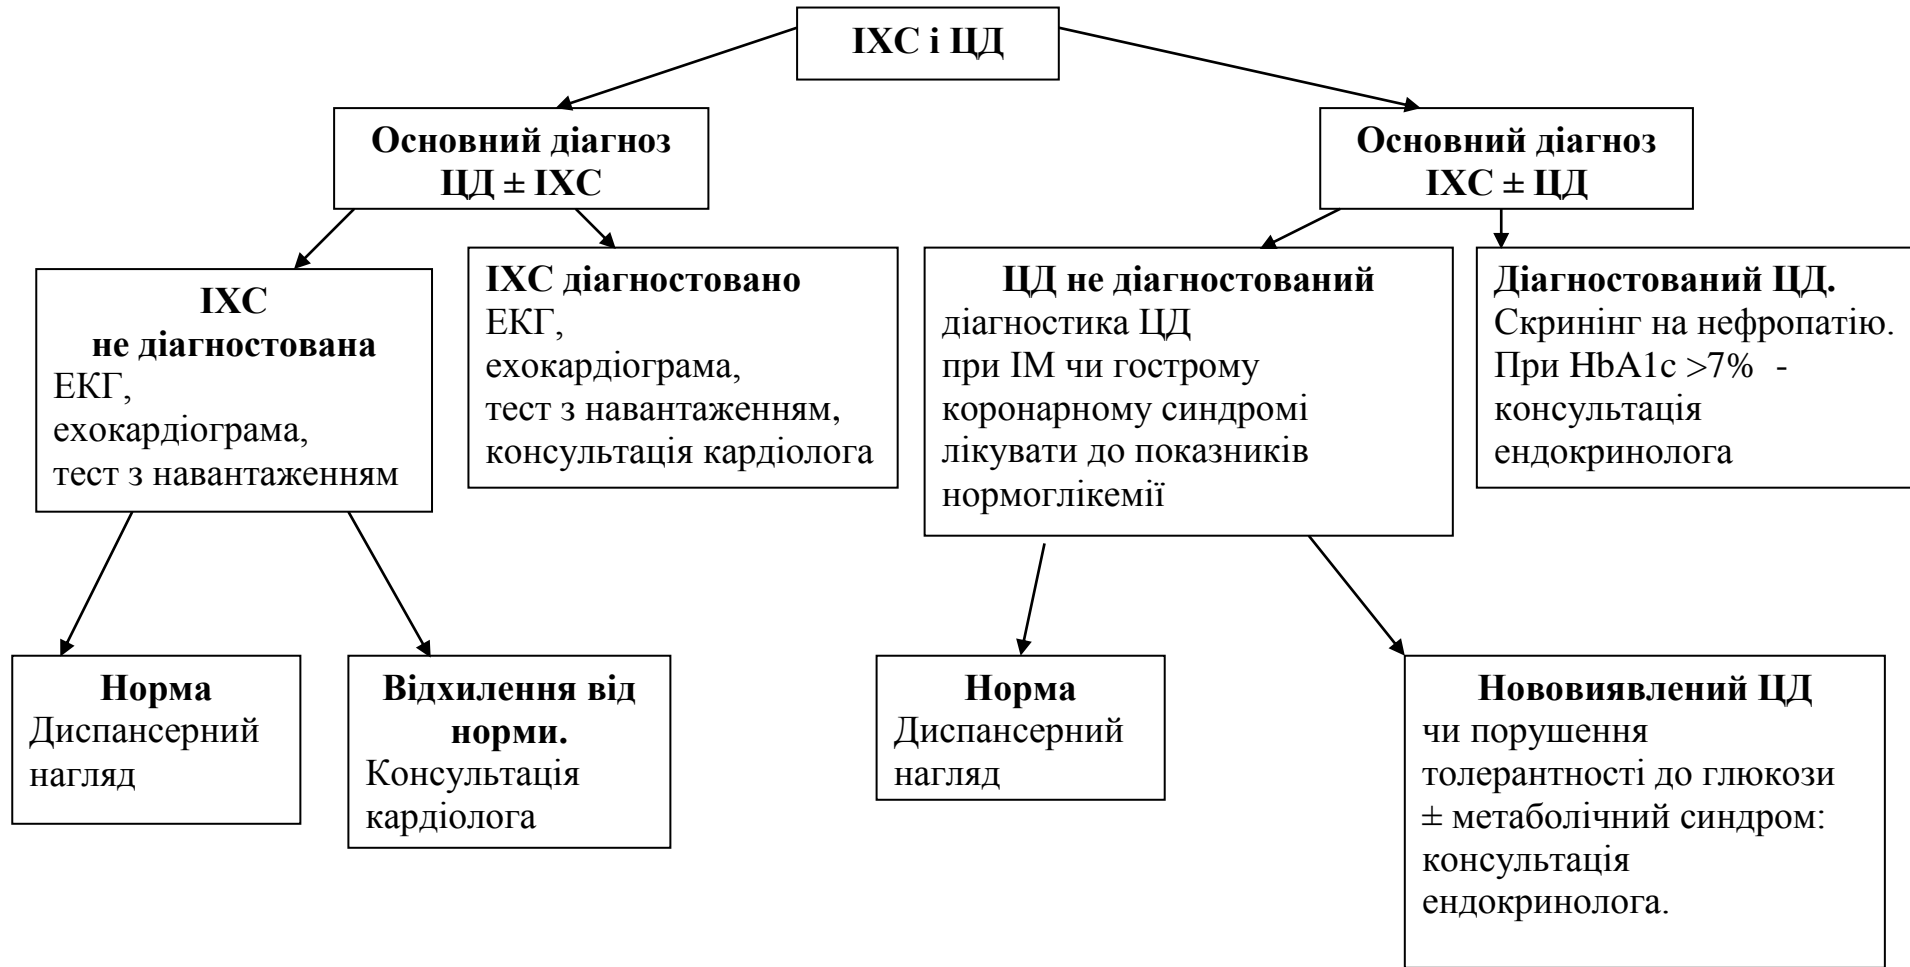 ІХС і ЦД
Основний діагноз
ЦД ± ІХС
Основний діагноз
ІХС ± ЦД
ІХС
не діагностована
ЕКГ,
ехокардіограма,
тест з навантаженням
ІХС діагностовано
ЕКГ,
ехокардіограма,
тест з навантаженням,
консультація кардіолога
ЦД не діагностований
діагностика ЦД
при ІМ чи гострому
коронарному синдромі
лікувати до показників
нормоглікемії
Діагностований ЦД.
Скринінг на нефропатію.
При HbA1c >7% -
консультація
ендокринолога
Норма
Диспансерний
нагляд
Відхилення від
норми.
Консультація
кардіолога
Норма
Диспансерний
нагляд
Нововиявлений ЦД
чи порушення
толерантності до глюкози
± метаболічний синдром:
консультація
ендокринолога.